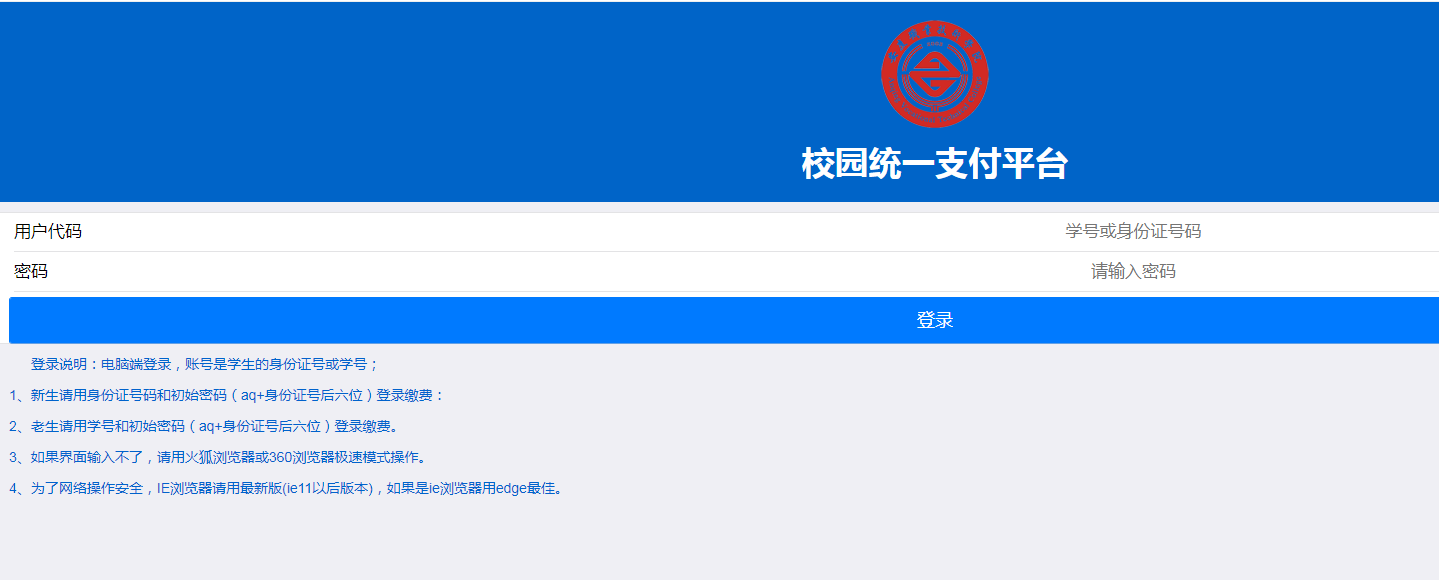 校园统一支付平台
用户代码 学号或身份证号码
密码 请输入密码
登录
登录说明：电脑端登录，账号是学生的身份证号或学号；
1、新生请用身份证号码和初始密码（aq+身份证号后六位）登录缴费：
2、老生请用学号和初始密码（aq+身份证号后六位）登录缴费。
3、如果界面输入不了，请用火狐浏览器或360浏览器极速模式操作。
4、为了网络操作安全，IE浏览器请用最新版(ie11以后版本)，如果是ie浏览器用edge最佳。